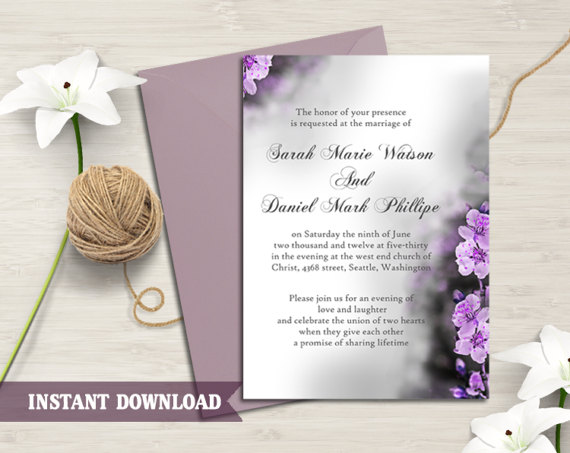 The honor of your presence
is requested at the marriage of
Sarah Marie Watson
And
Daniel Mark Phillipe
on Saturday the ninth of June
two thousand and twelve at five-thirty
in the evening at the west end church of
Christ, 4368 street, Seattle, Washington
Please join us for an evening of
love and laughter
and celebrate the union of two hearts
when they give each other
a promise of sharing lifetime
INSTANT DOWNLOAD